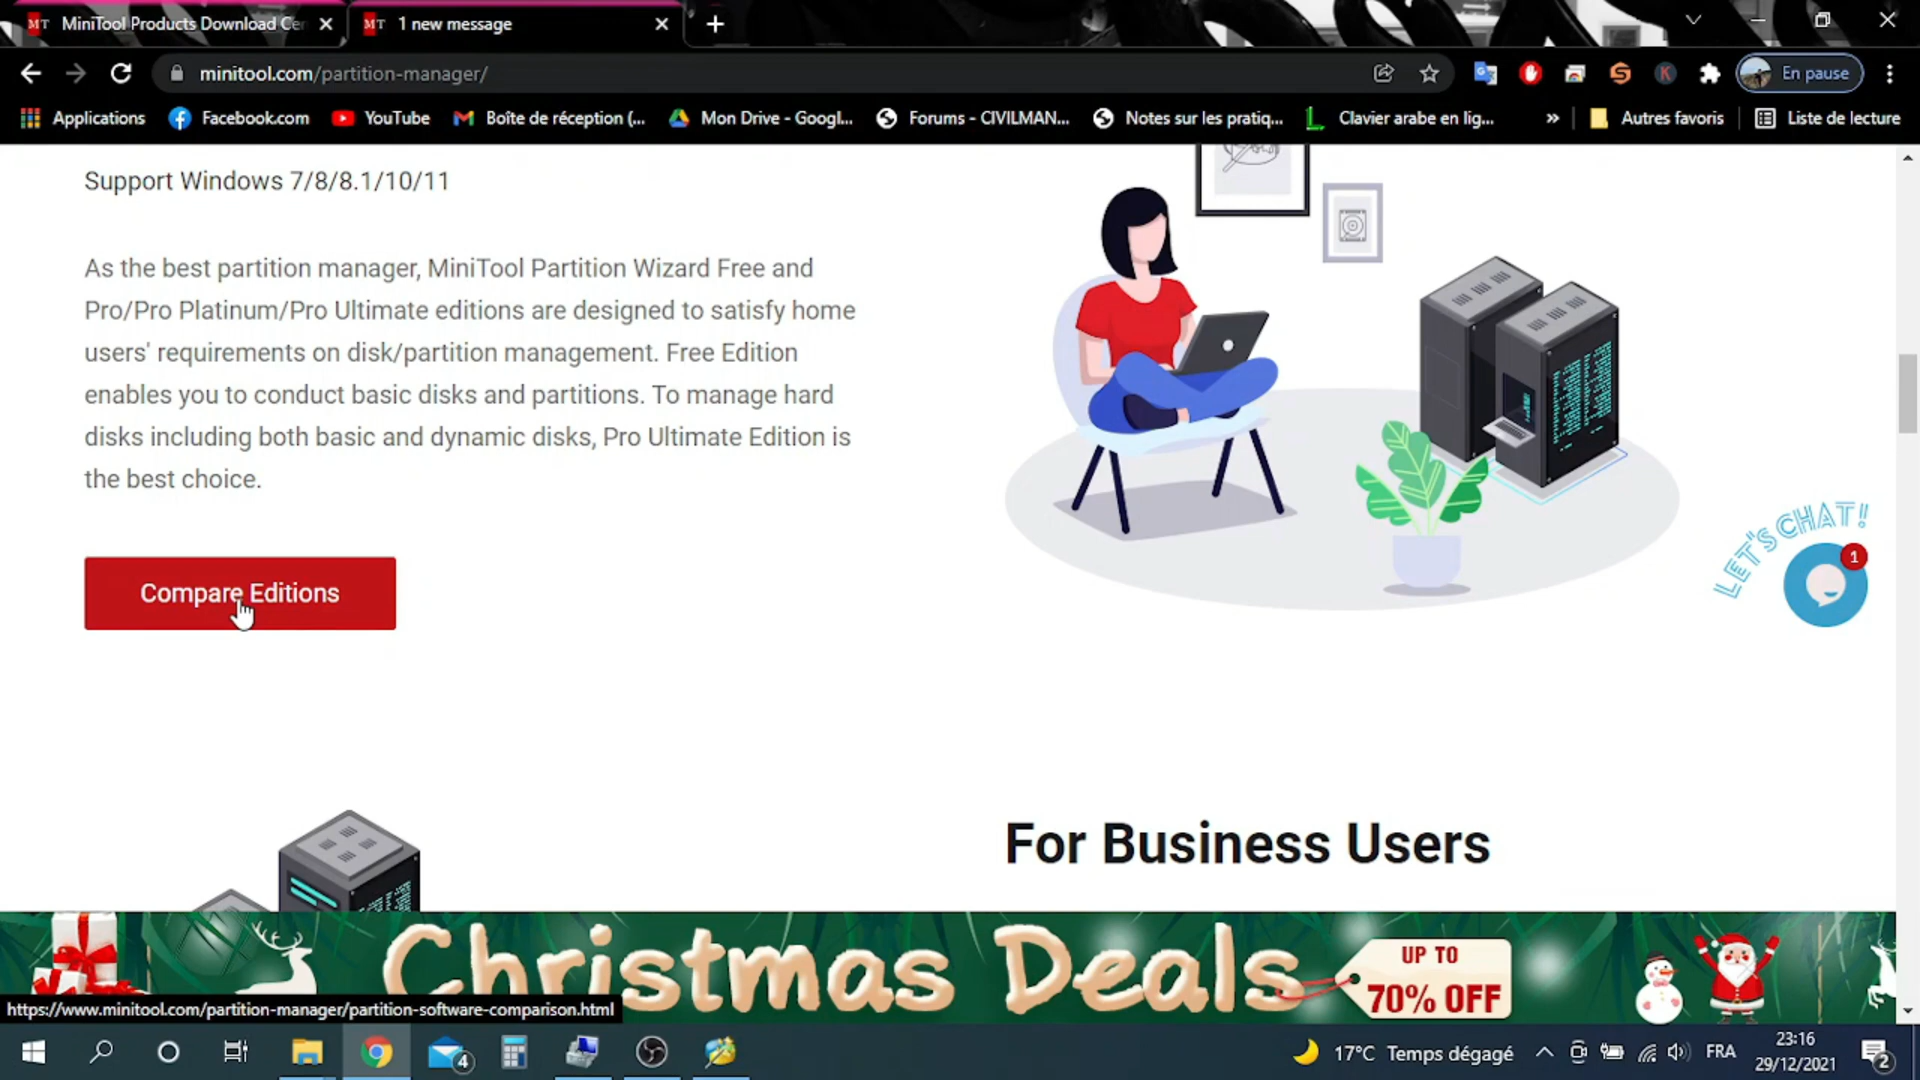 MT MiniTool Products Download Ce
MT 1 new message
minitool.com/partition-manager/
En pause
Applications
Facebook.com
YouTube
Boîte de réception (...
Mon Drive - Googl...
Forums - CIVILMAN...
Notes sur les pratiq...
Clavier arabe en lig...
»
Autres favoris
Liste de lecture
Support Windows 7/8/8.1/10/11
As the best partition manager, MiniTool Partition Wizard Free and
Pro/Pro Platinum/Pro Ultimate editions are designed to satisfy home
users' requirements on disk/partition management. Free Edition
enables you to conduct basic disks and partitions. To manage hard
disks including both basic and dynamic disks, Pro Ultimate Edition is
the best choice.
Compare Editions
LET'S CHAT!
1
For Business Users
Christmas Deals
UP TO
70% OFF
https://www.minitool.com/partition-manager/partition-software-comparison.html
4
17°C Temps dégagé
FRA
23:16
29/12/2021
2